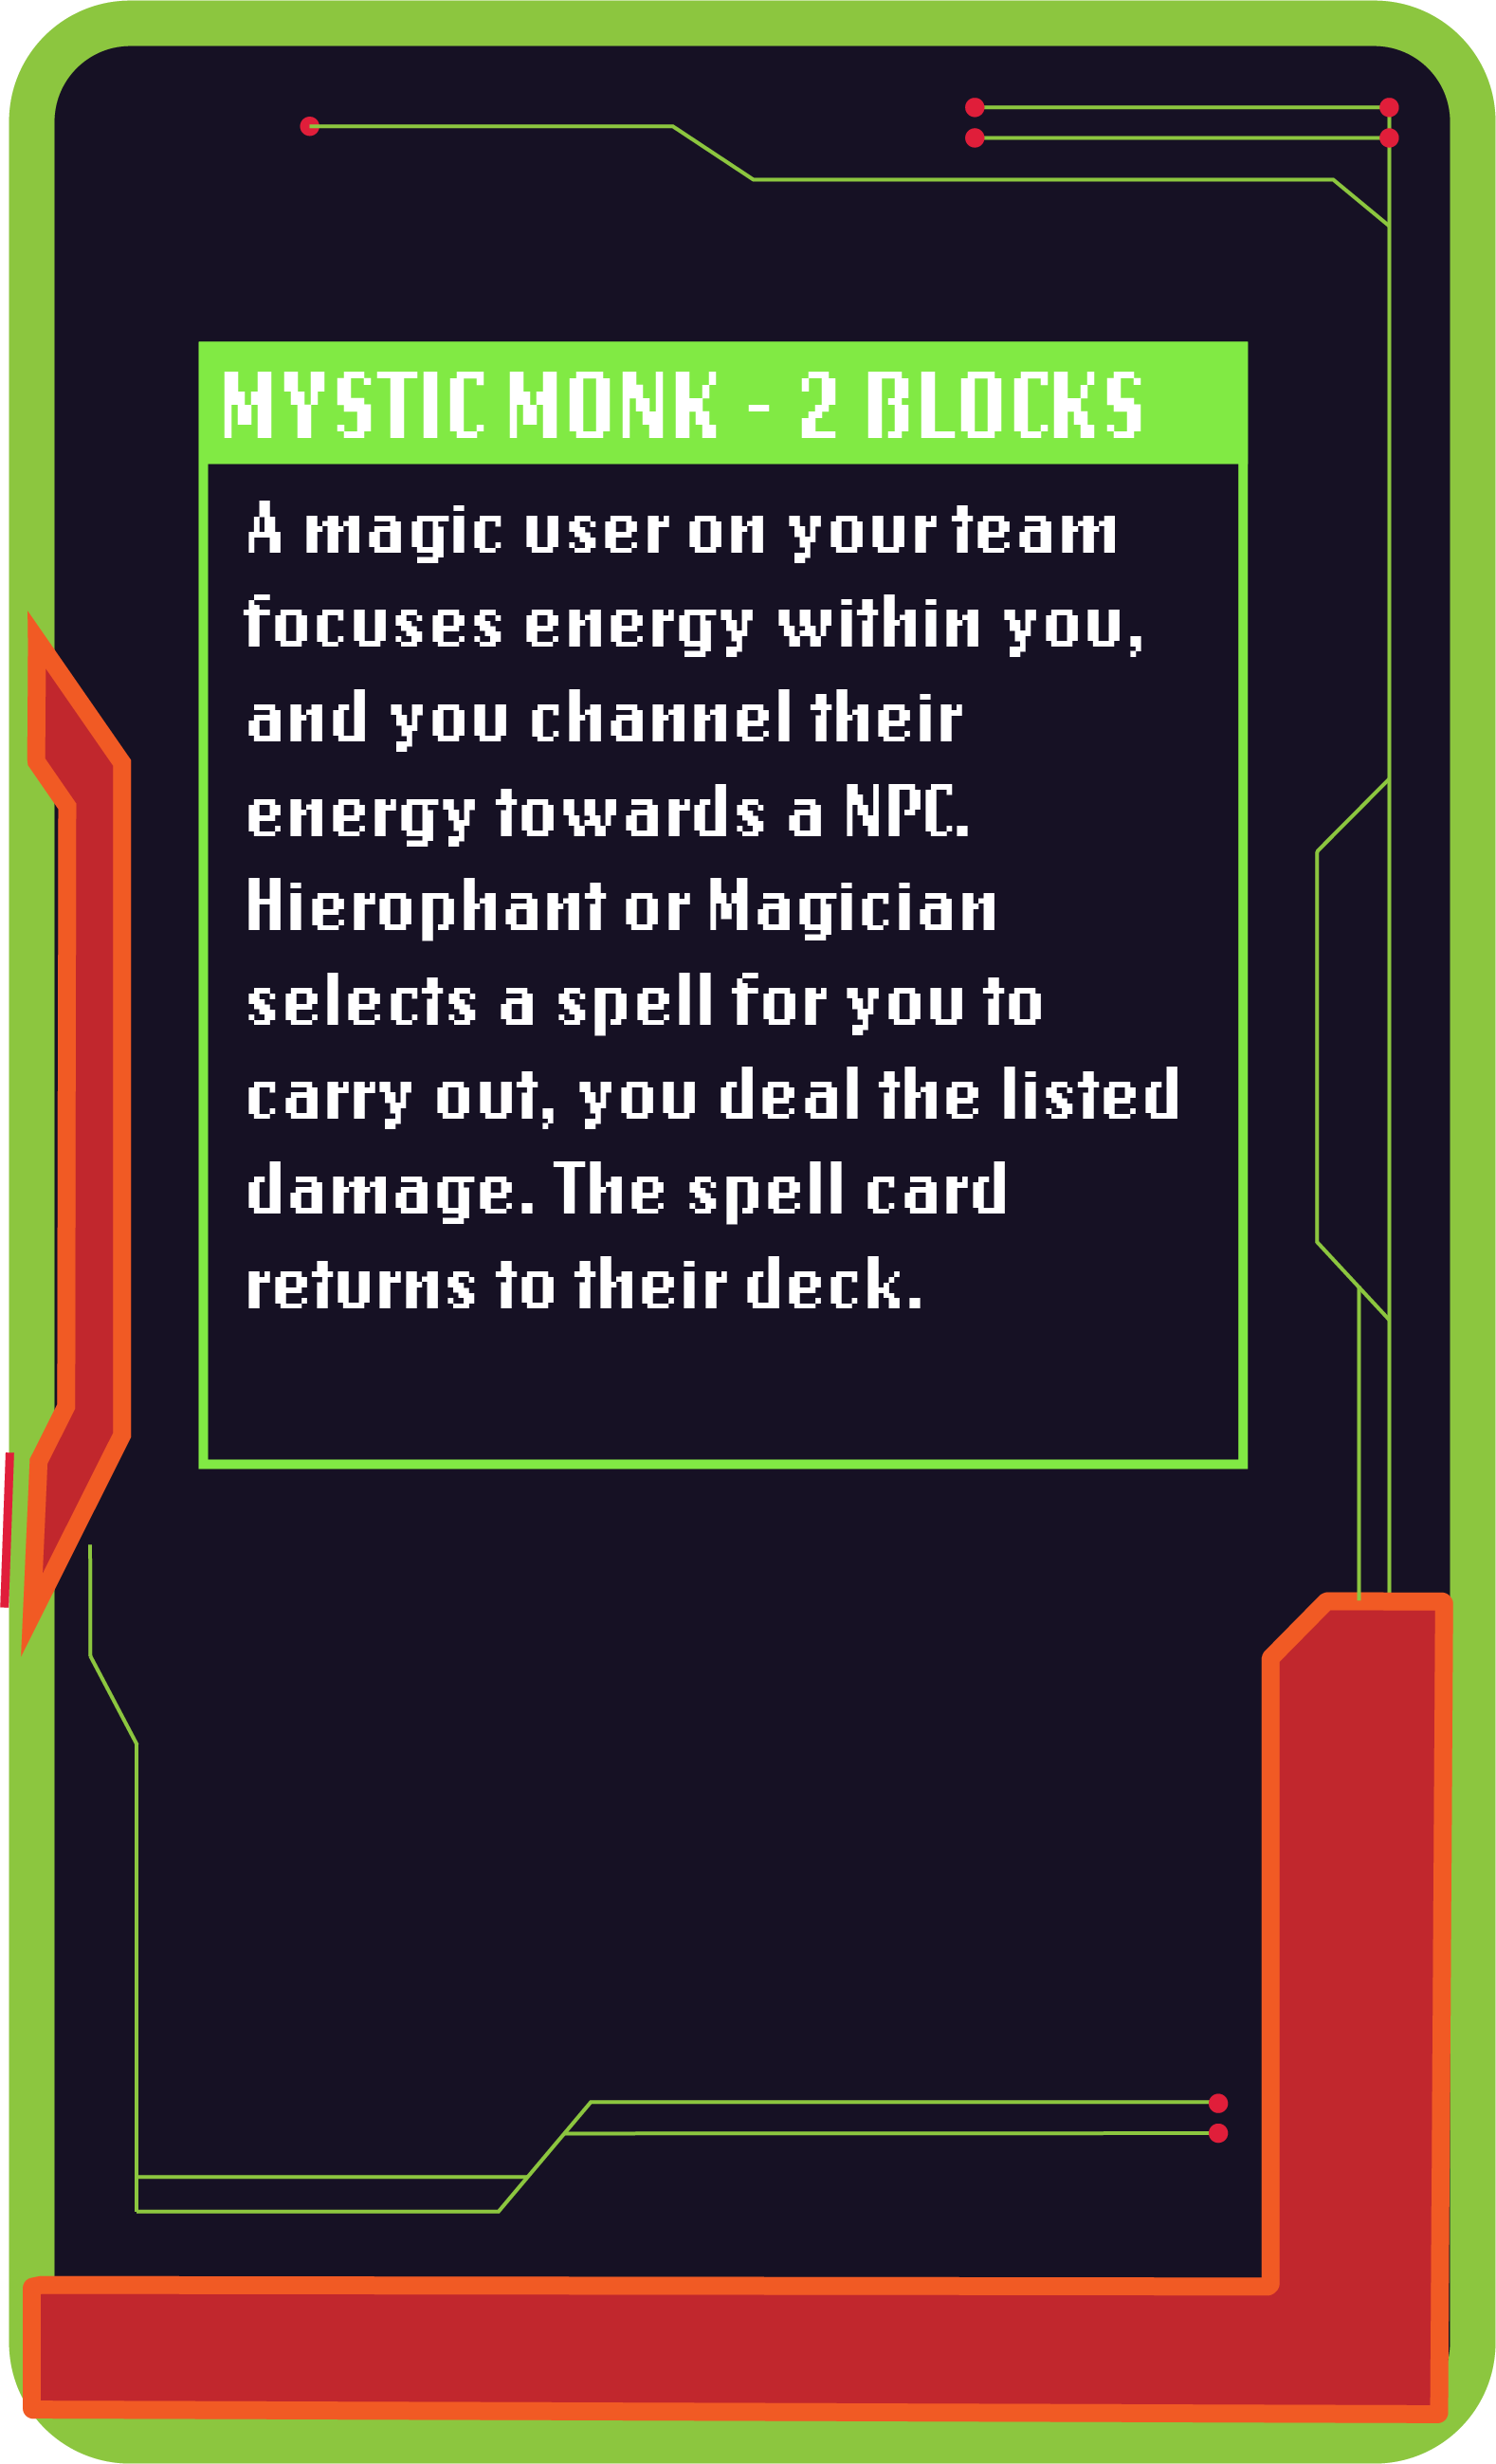 MYSTIC MONK - 2 BLOCKS
A magic user on your team
focuses energy within you,
and you channel their
energy towards a NPC.
Hierophant or Magician
selects a spell for you to
carry out, you deal the listed
damage. The spell card
returns to their deck.